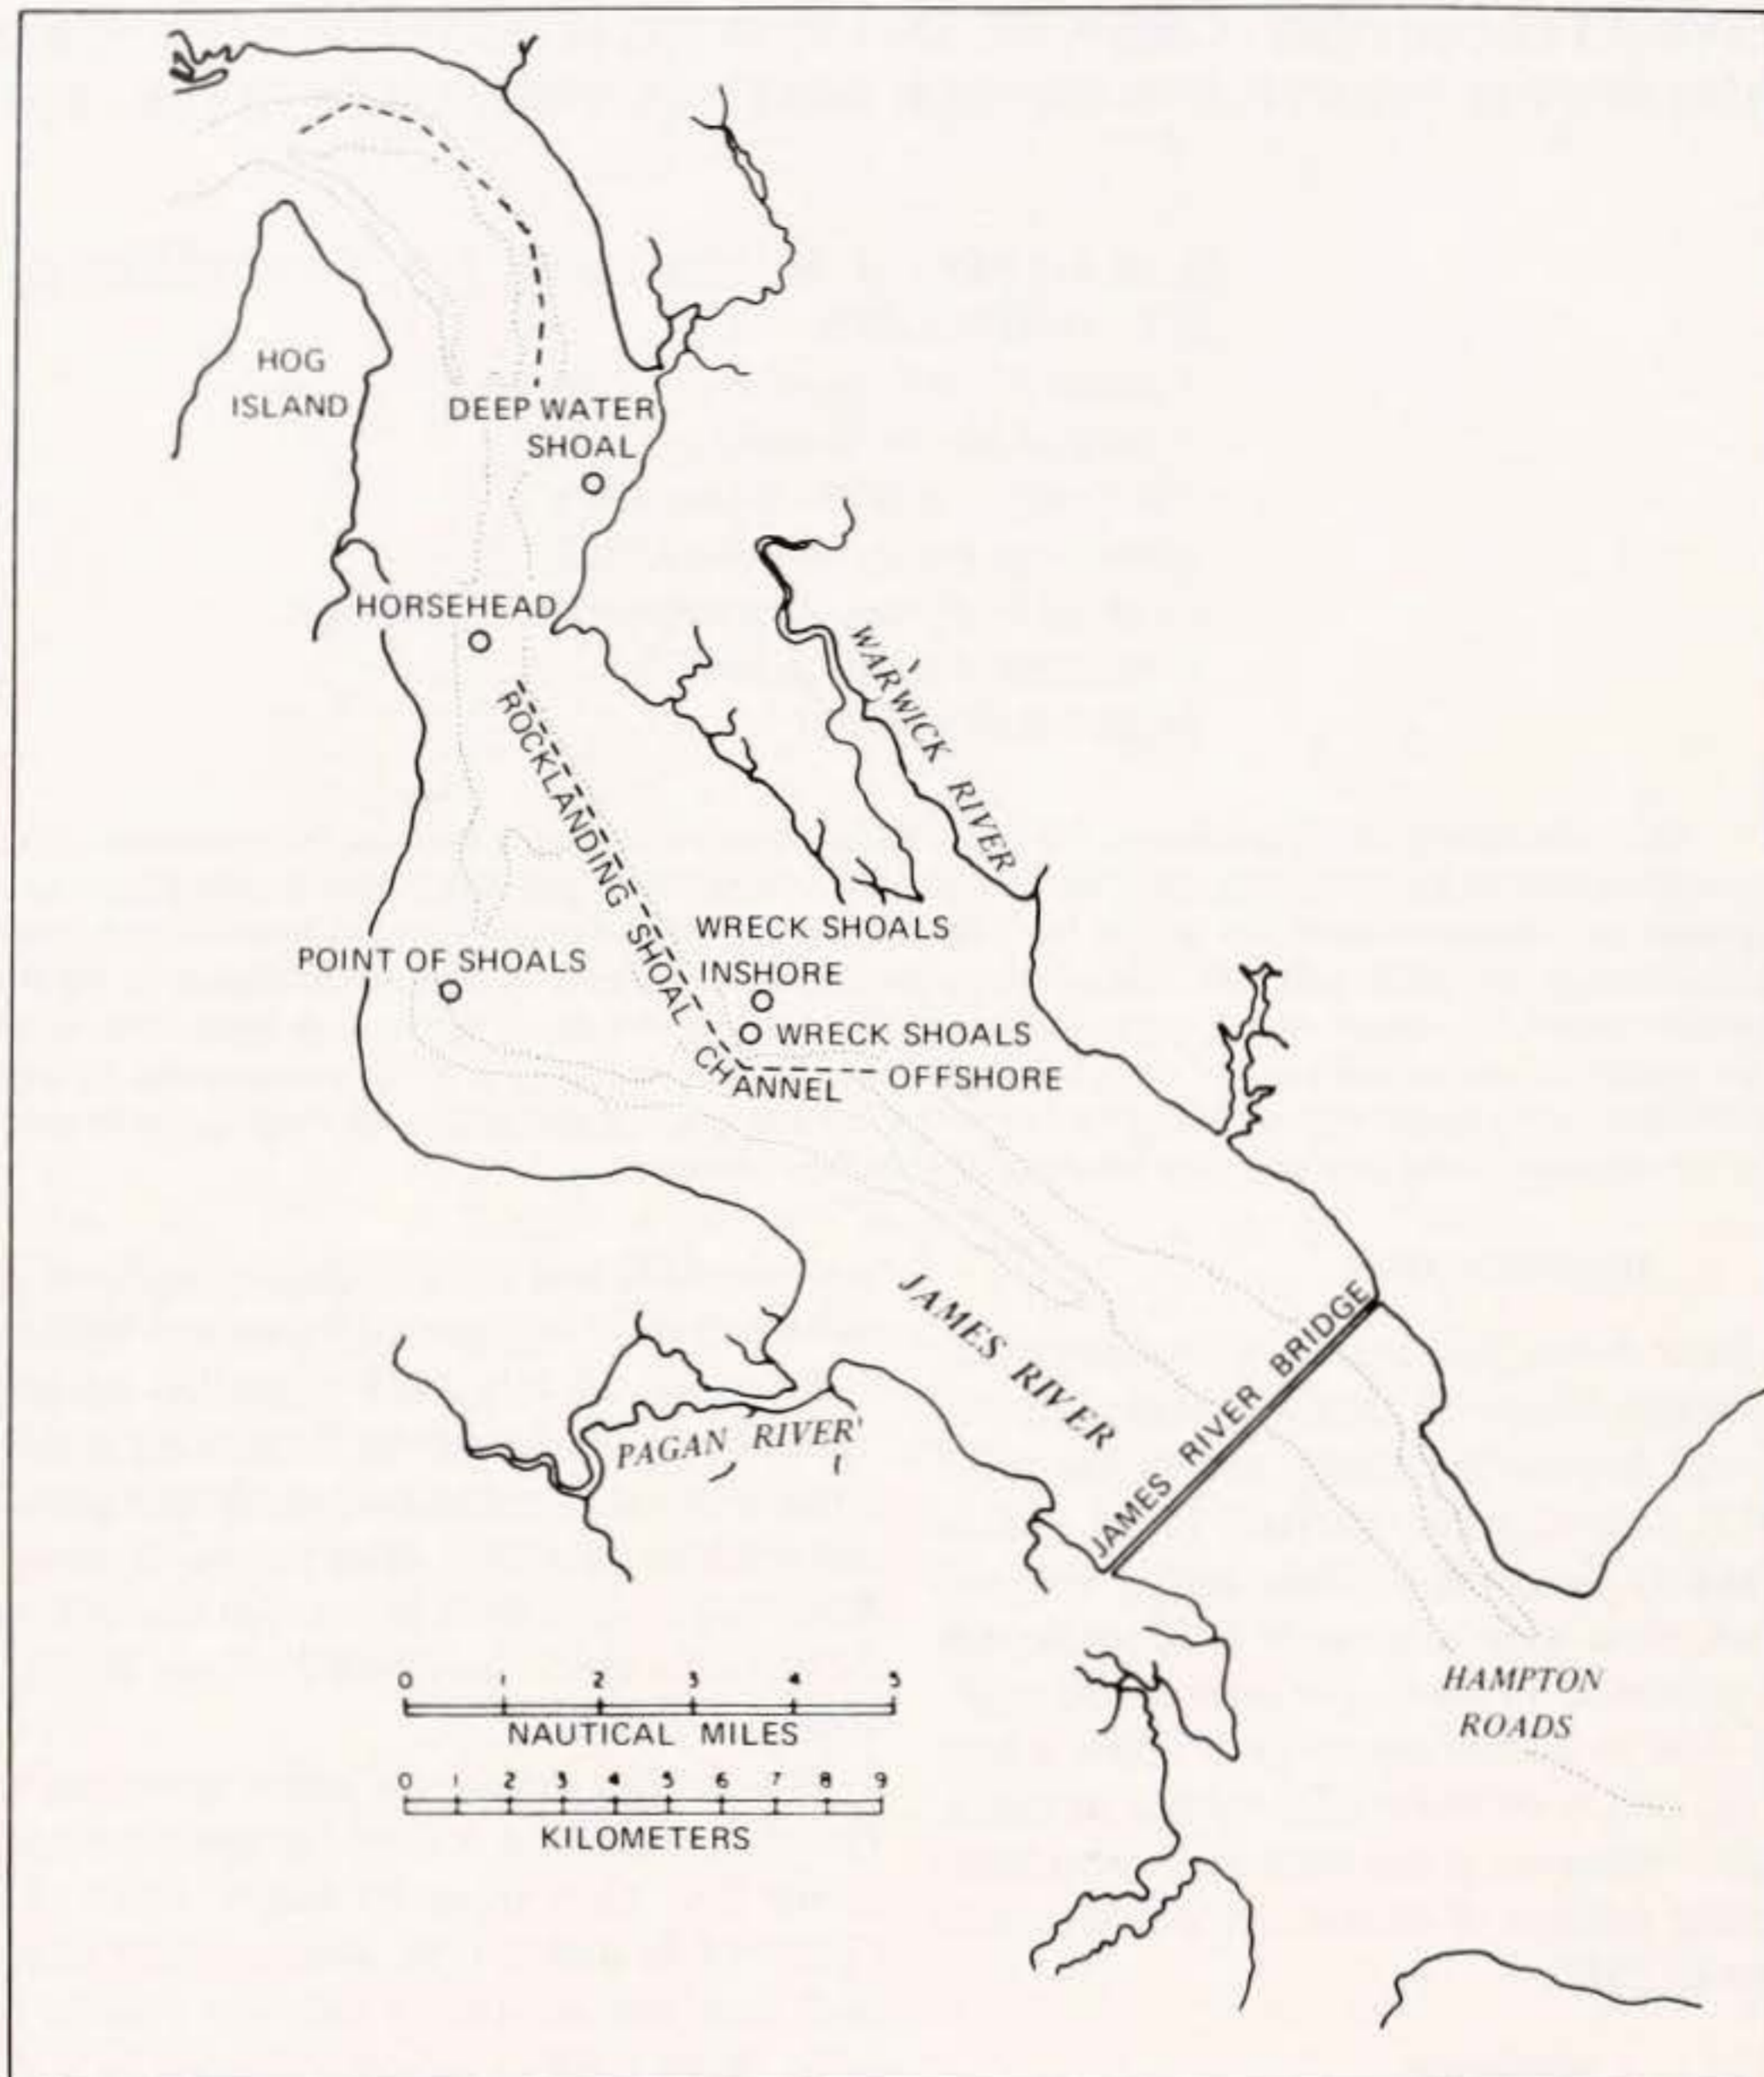 HOG
ISLAND
DEEP WATER
SHOAL
HORSEHEAD
WARWICK RIVER
ROCKLANDING SHOAL CHANNEL
WRECK SHOALS
INSHORE
POINT OF SHOALS
WRECK SHOALS
OFFSHORE
JAMES RIVER
JAMES RIVER BRIDGE
PAGAN RIVER
HAMPTON
ROADS
0 1 2 3 4 5
NAUTICAL MILES
0 1 2 3 4 5 6 7 8 9
KILOMETERS